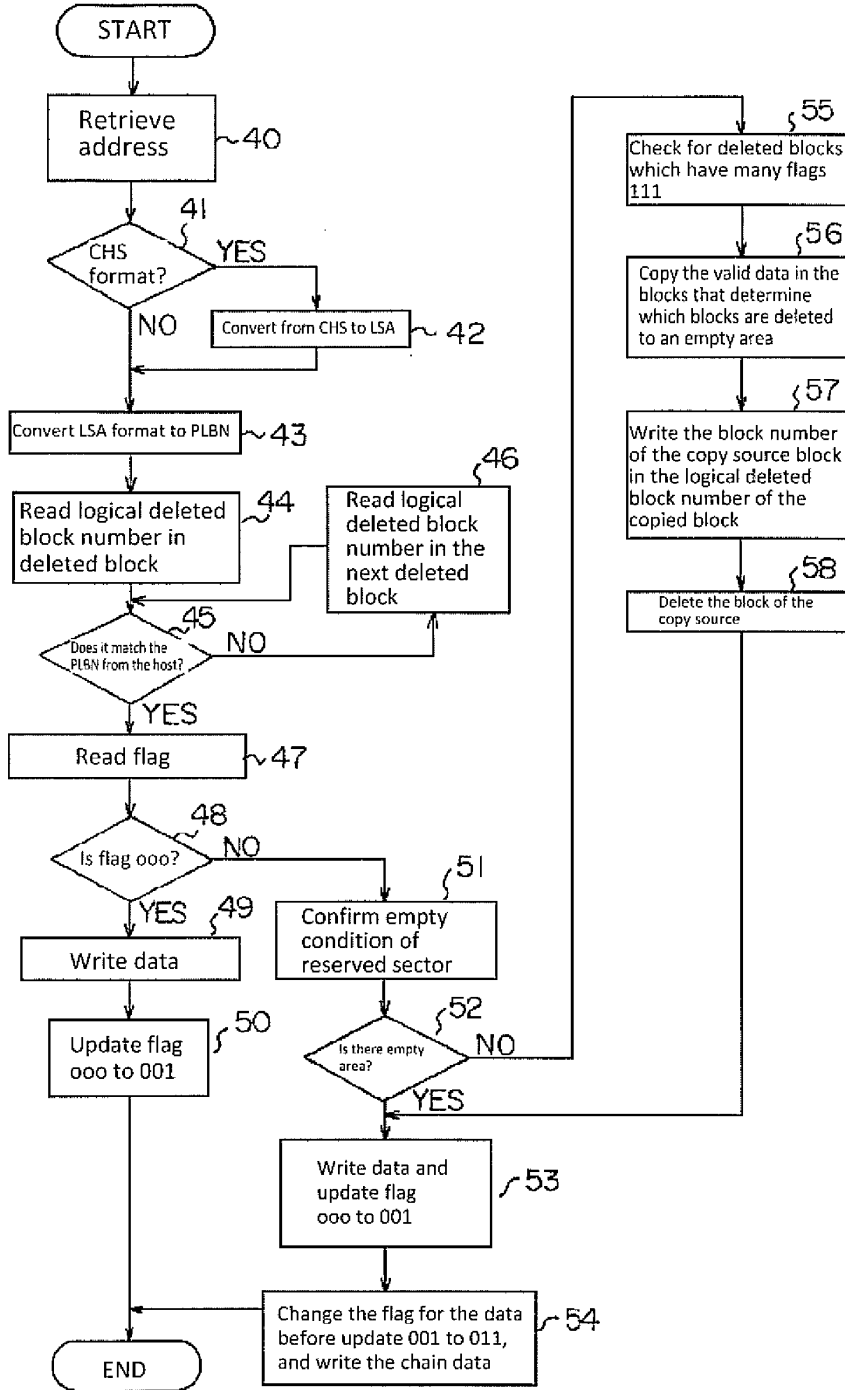 START
Retrieve
address
40
41
CHS
format?
YES
NO
Convert from CHS to LSA
42
Convert LSA format to PLBN
43
Read logical deleted
block number in
deleted block
44
46
Read logical
deleted block
number in the
next deleted
block
45
Does it match the
PLBN from the host?
NO
YES
Read flag
47
48
Is flag ooo?
NO
YES
49
Write data
50
Update flag
ooo to 001
51
Confirm empty
condition of
reserved sector
52
Is there empty
area?
NO
YES
Write data and
update flag
ooo to 001
53
Change the flag for the data
before update 001 to 011,
and write the chain data
54
END
55
Check for deleted blocks
which have many flags
111
56
Copy the valid data in the
blocks that determine
which blocks are deleted
to an empty area
57
Write the block number
of the copy source block
in the logical deleted
block number of the
copied block
58
Delete the block of the
copy source